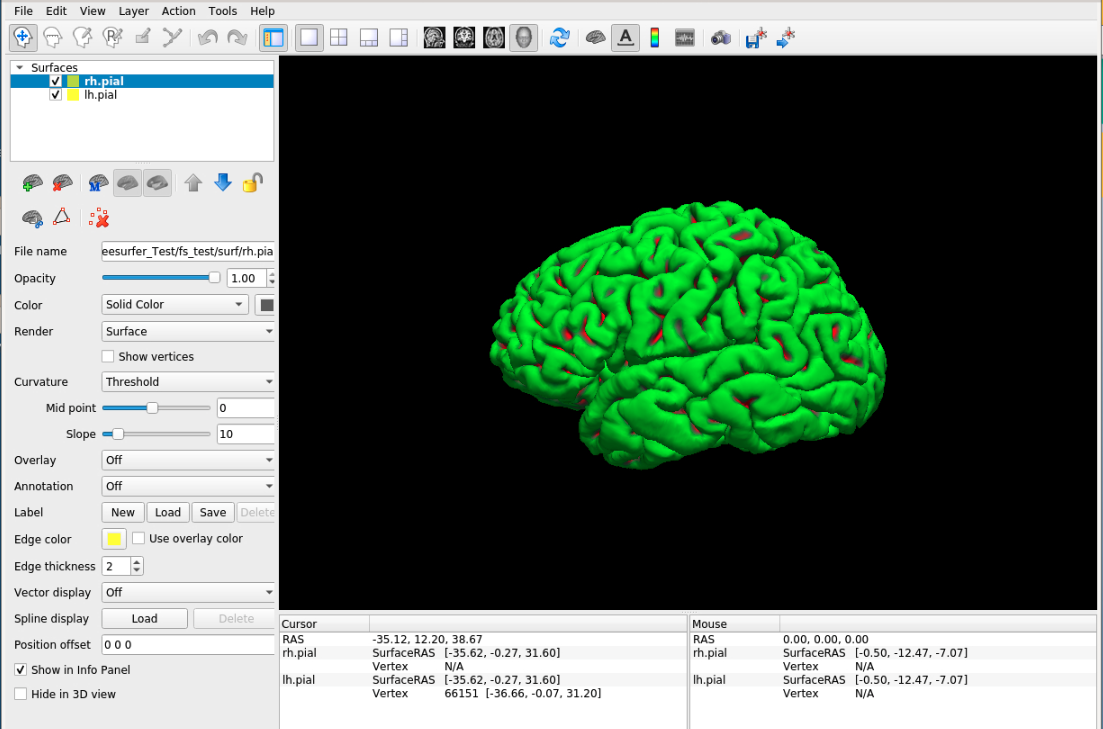 File Edit View Layer Action Tools Help
A
Surfaces
rh.pial
lh.pial
M
File name eesurfer_Test/fs_test/surf/rh.pia
Opacity 1.00
Color Solid Color
Render Surface
Show vertices
Curvature Threshold
Mid point 0
Slope 10
Overlay Off
Annotation Off
Label New Load Save Delete
Edge color Use overlay color
Edge thickness 2
Vector display Off
Spline display Load Delete
Position offset 0 0 0
Show in Info Panel
Hide in 3D view
Cursor
RAS -35.12, 12.20, 38.67
rh.pial SurfaceRAS [-35.62, -0.27, 31.60]
Vertex N/A
lh.pial SurfaceRAS [-35.62, -0.27, 31.60]
Vertex 66151 [-36.66, -0.07, 31.20]
Mouse
RAS 0.00, 0.00, 0.00
rh.pial SurfaceRAS [-0.50, -12.47, -7.07]
Vertex N/A
lh.pial SurfaceRAS [-0.50, -12.47, -7.07]
Vertex N/A